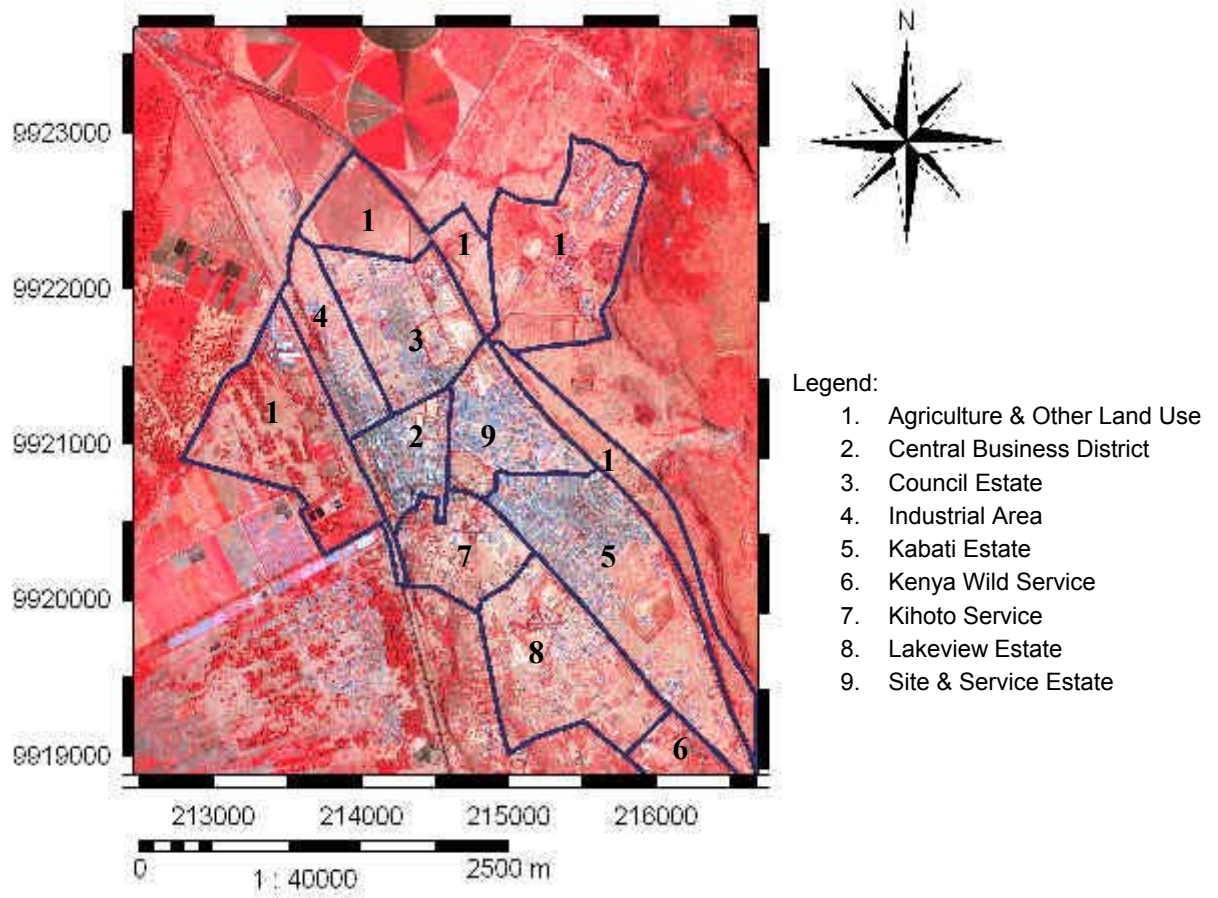 N
9923000
9922000
9921000
9920000
9919000
1
1
1
4
3
1
2
9
1
7
5
8
6
213000 214000 215000 216000
0 2500 m
1 : 40000
Legend:
1. Agriculture & Other Land Use
2. Central Business District
3. Council Estate
4. Industrial Area
5. Kabati Estate
6. Kenya Wild Service
7. Kihoto Service
8. Lakeview Estate
9. Site & Service Estate